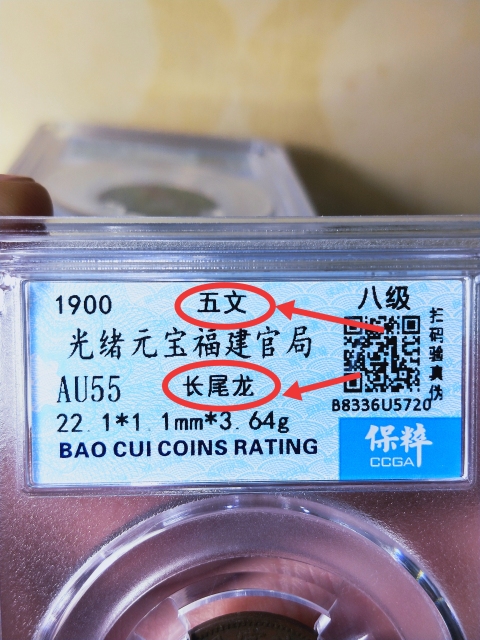 1900 五文 八级
光绪元宝福建官局
AU55 长尾龙
扫码验真伪
B8336U5720
22.1*1.1mm*3.64g
BAO CUI COINS RATING
保粹
CCGA